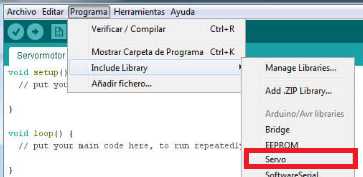 Archivo Editar Programa Herramientas Ayuda
Verificar / Compilar Ctrl+R
Mostrar Carpeta de Programa Ctrl+K
Include Library
Añadir fichero...
Manage Libraries...
Add .ZIP Library...
Arduino/Avr libraries
Bridge
EEPROM
Servo
SoftwareSerial
Servomotor
void setup()
// put your
}
void loop() {
// put your main code here, to run repeatedly